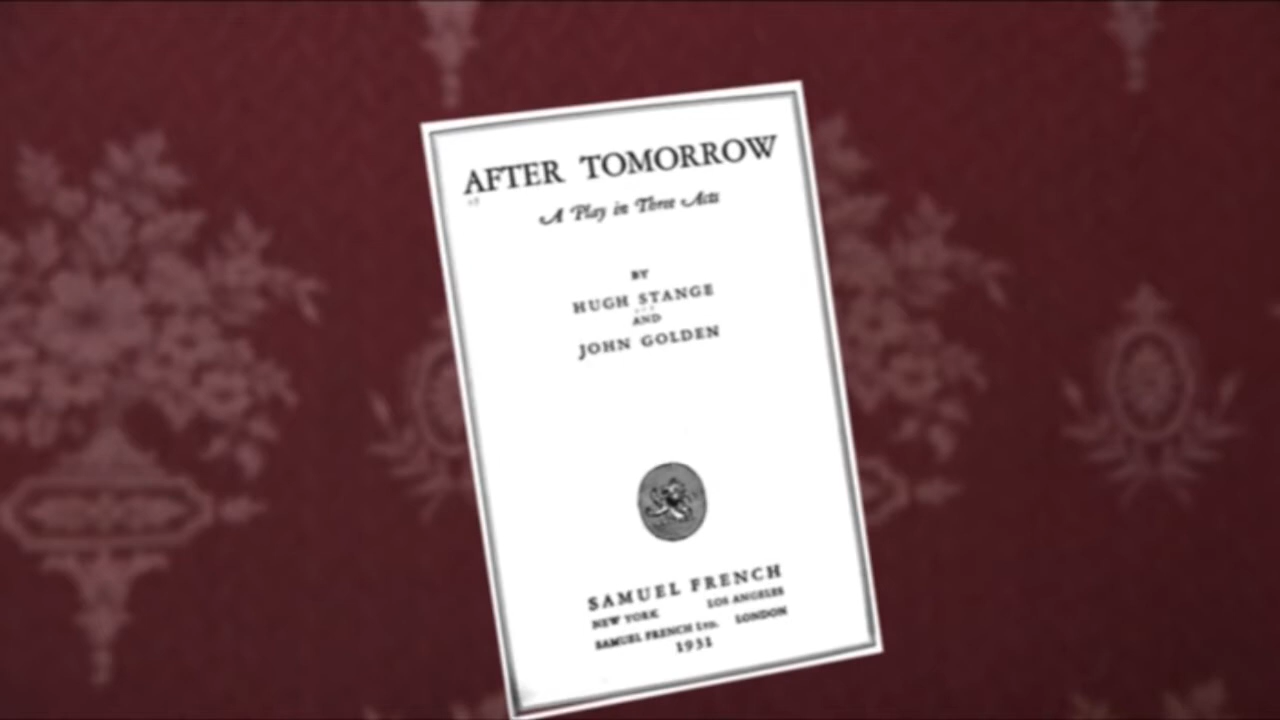 AFTER TOMORROW
A Play in Three Acts
BY
HUGH STANGE
AND
JOHN GOLDEN
SAMUEL FRENCH
NEW YORK LOS ANGELES
SAMUEL FRENCH LTD. LONDON
1931